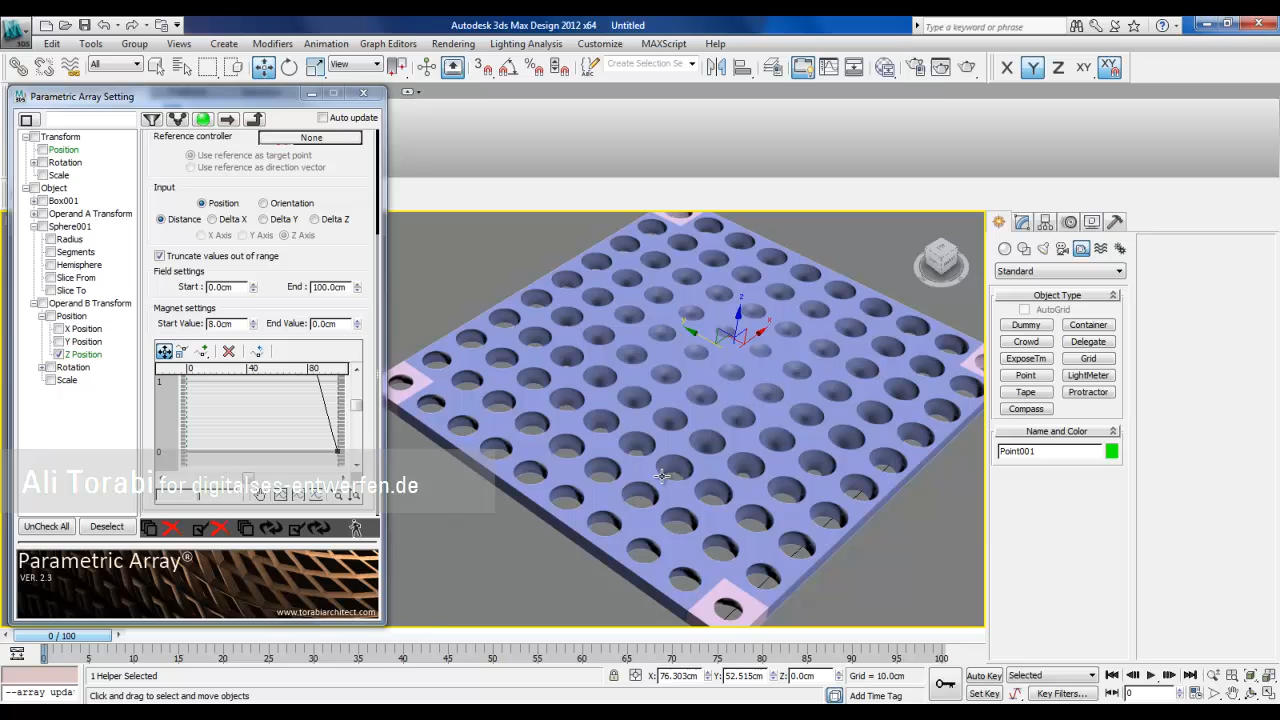 Autodesk 3ds Max Design 2012 x64 Untitled
Type a keyword or phrase
Edit Tools Group Views Create Modifiers Animation Graph Editors Rendering Lighting Analysis Customize MAXScript Help
All View Create Selection Se X Y Z XY XY
Parametric Array Setting
Auto update
Transform
Position
Rotation
Scale
Object
Box001
Operand A Transform
Sphere001
Radius
Segments
Hemisphere
Slice From
Slice To
Operand B Transform
Position
X Position
Y Position
Z Position
Rotation
Scale
UnCheck All Deselect
Reference controller None
Use reference as target point
Use reference as direction vector
Input
Position Orientation
Distance Delta X Delta Y Delta Z
X Axis Y Axis Z Axis
Truncate values out of range
Field settings
Start : 0.0cm End : 100.0cm
Magnet settings
Start Value: 8.0cm End Value: 0.0cm
0 40 80
1
0
Ali Torabi for digitalses-entwerfen.de
Parametric Array®
VER. 2.3
www.torabiarchitect.com
z
x
Standard
Object Type
AutoGrid
Dummy Container
Crowd Delegate
ExposeTm Grid
Point LightMeter
Tape Protractor
Compass
Name and Color
Point001
0 / 100
0 5 10 15 20 25 30 35 40 45 50 55 60 65 70 75 80 85 90 95 100
1 Helper Selected X: 76.303cm Y: 52.515cm Z: 0.0cm Grid = 10.0cm Auto Key Selected
--array upda Click and drag to select and move objects Add Time Tag Set Key Key Filters... 0